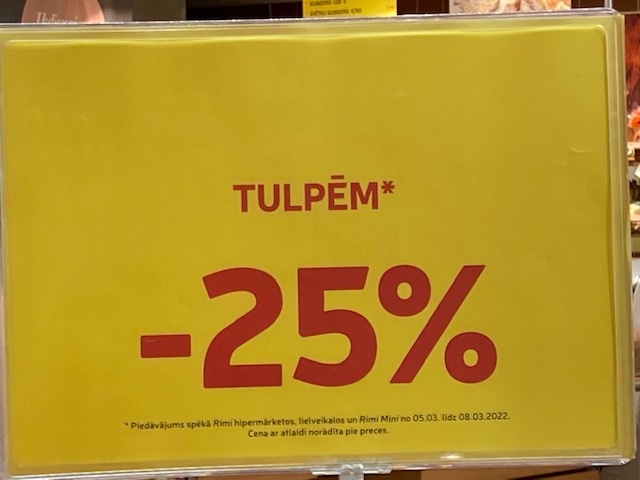 TULPĒM*
-25%
* Piedāvājums spēkā Rimi hipermārketos, lielveikalos un Rimi Mini no 05.03. līdz 08.03.2022.
Cena ar atlaidi norādīta pie preces.